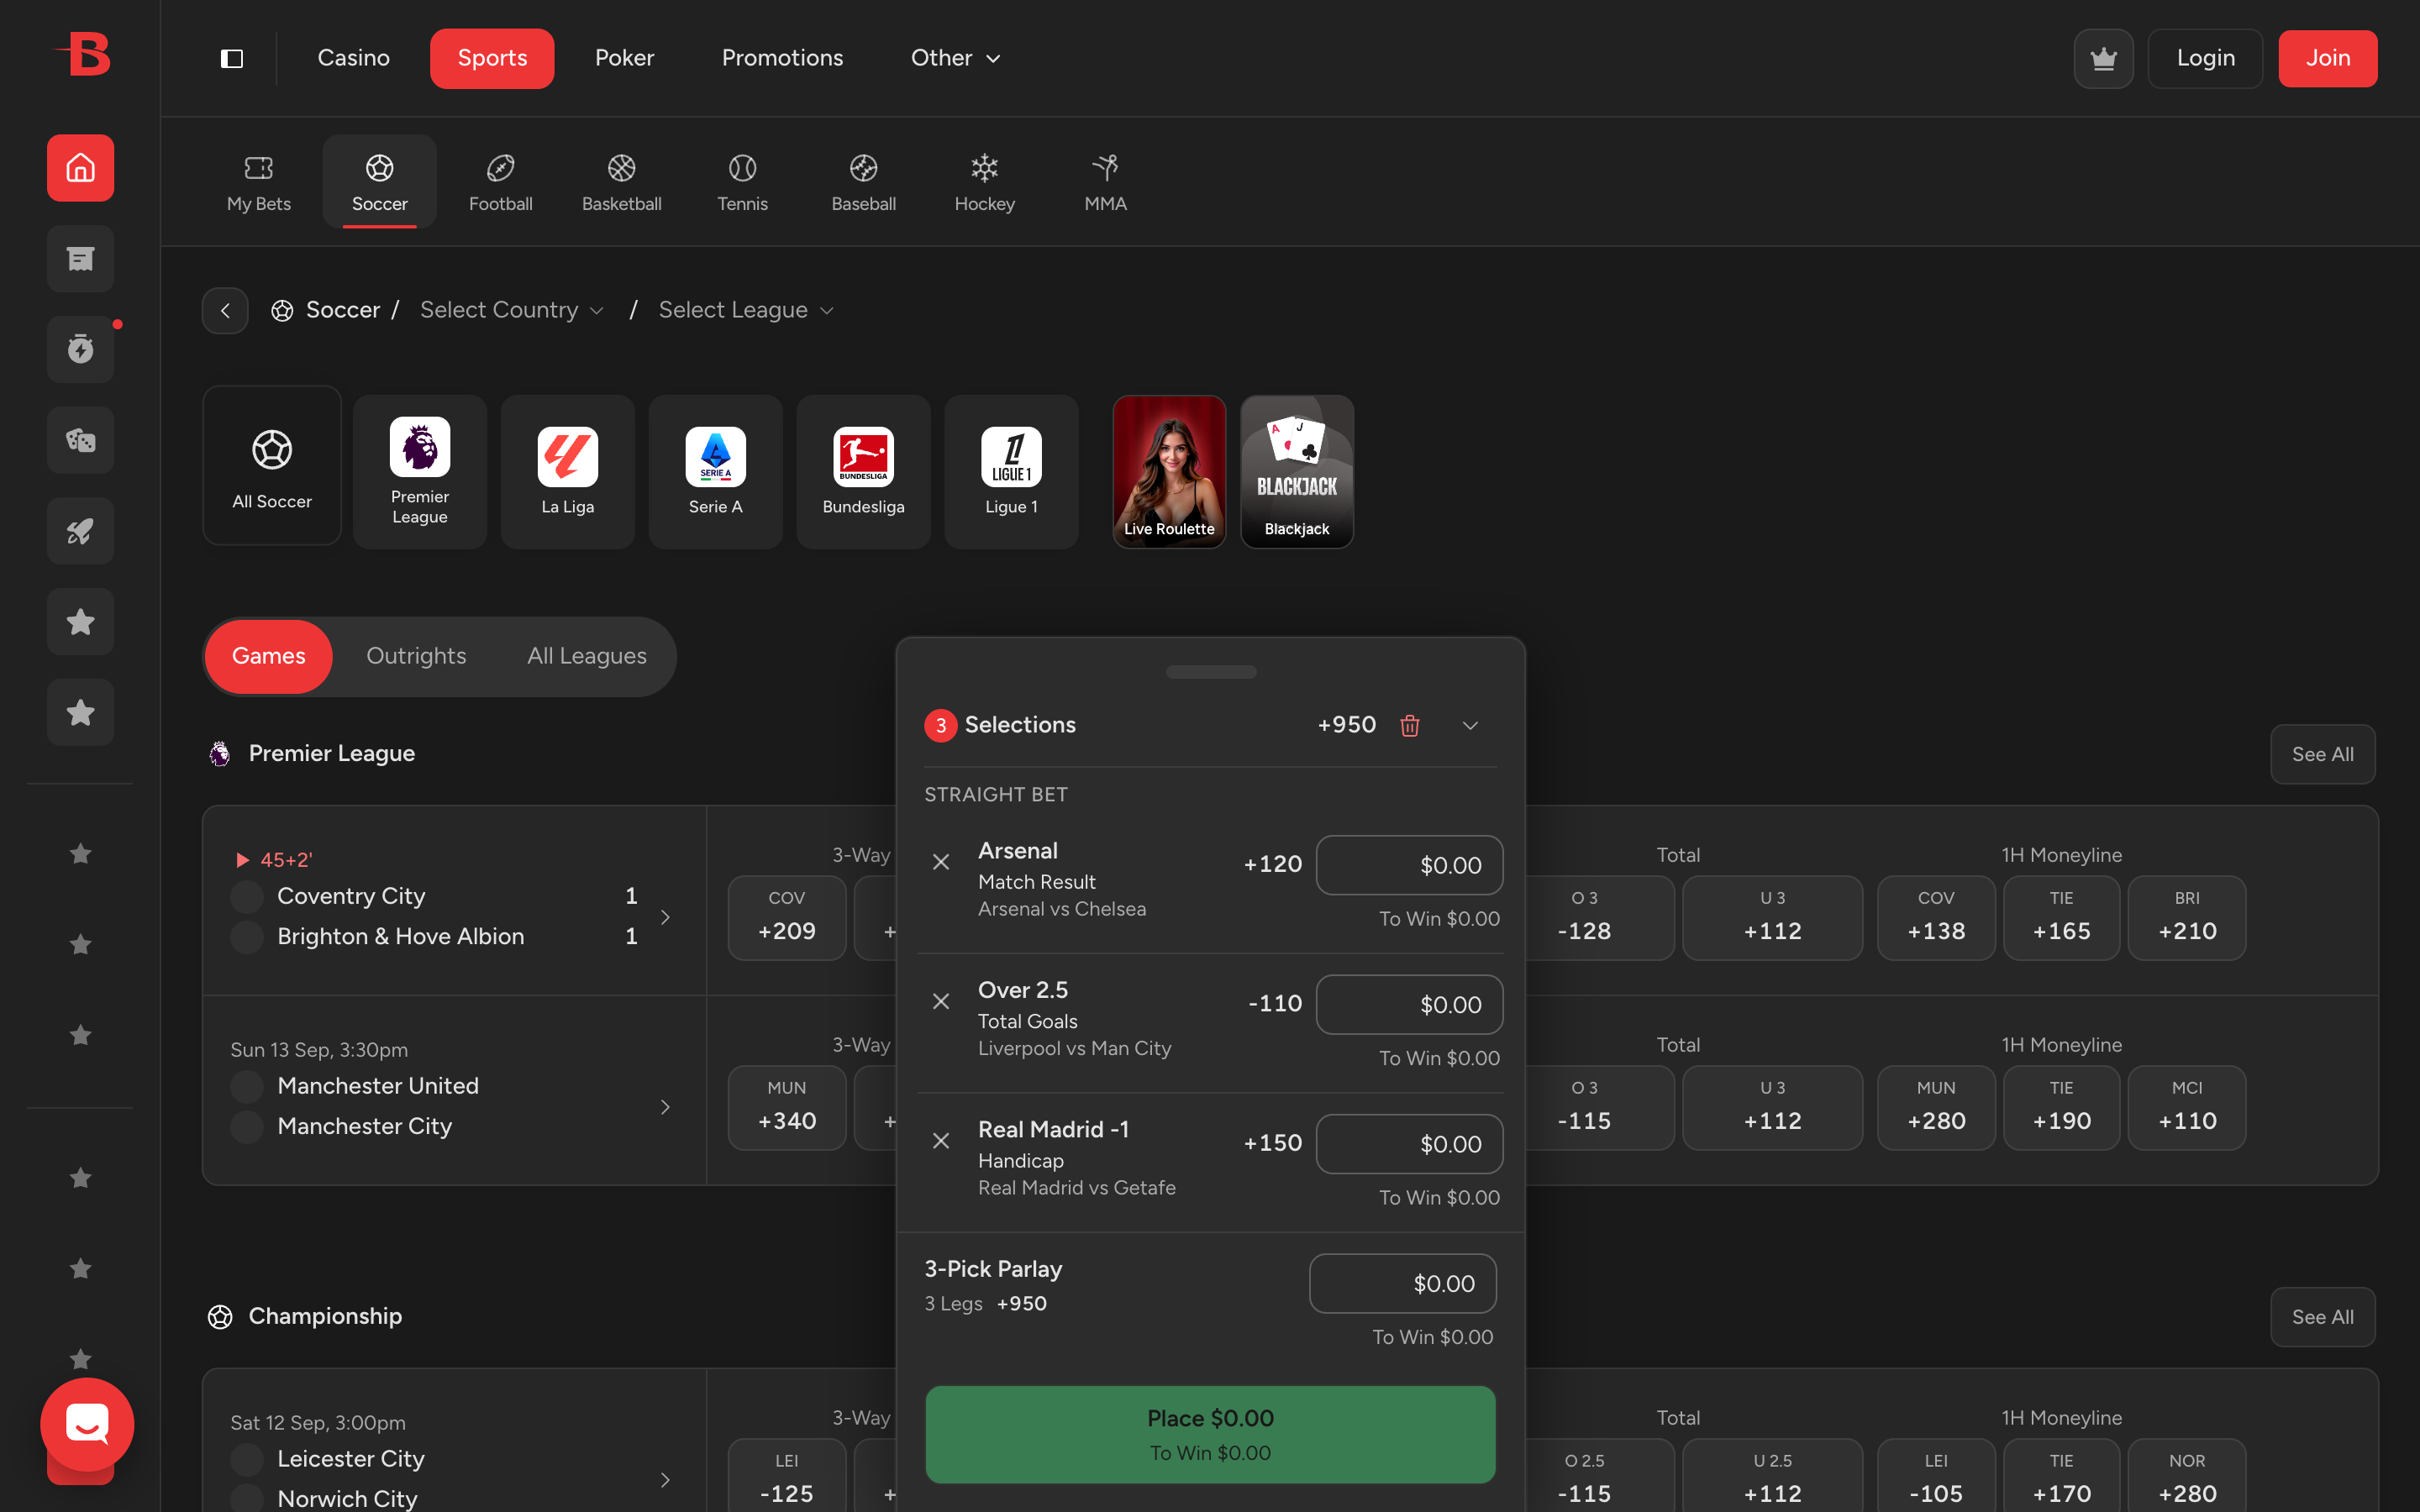 B
Casino
Sports
Poker
Promotions
Other
Login
Join
My Bets
Soccer
Football
Basketball
Tennis
Baseball
Hockey
MMA
Soccer / Select Country / Select League
All Soccer
Premier
League
La Liga
SERIE A
Serie A
BUNDESLIGA
Bundesliga
LIGUE 1
Ligue 1
Live Roulette
A
J
BLACKJACK
Blackjack
Games
Outrights
All Leagues
Premier League
See All
45+2'
Coventry City 1
Brighton & Hove Albion 1
3-Way
COV
+209
+
Total
O 3
-128
U 3
+112
1H Moneyline
COV
+138
TIE
+165
BRI
+210
Sun 13 Sep, 3:30pm
Manchester United
Manchester City
3-Way
MUN
+340
+
Total
O 3
-115
U 3
+112
1H Moneyline
MUN
+280
TIE
+190
MCI
+110
Championship
See All
Sat 12 Sep, 3:00pm
Leicester City
Norwich City
3-Way
LEI
-125
+
Total
O 2.5
-115
U 2.5
+112
1H Moneyline
LEI
-105
TIE
+170
NOR
+280
3 Selections +950
STRAIGHT BET
Arsenal
Match Result
Arsenal vs Chelsea
+120
$0.00
To Win $0.00
Over 2.5
Total Goals
Liverpool vs Man City
-110
$0.00
To Win $0.00
Real Madrid -1
Handicap
Real Madrid vs Getafe
+150
$0.00
To Win $0.00
3-Pick Parlay
3 Legs +950
$0.00
To Win $0.00
Place $0.00
To Win $0.00